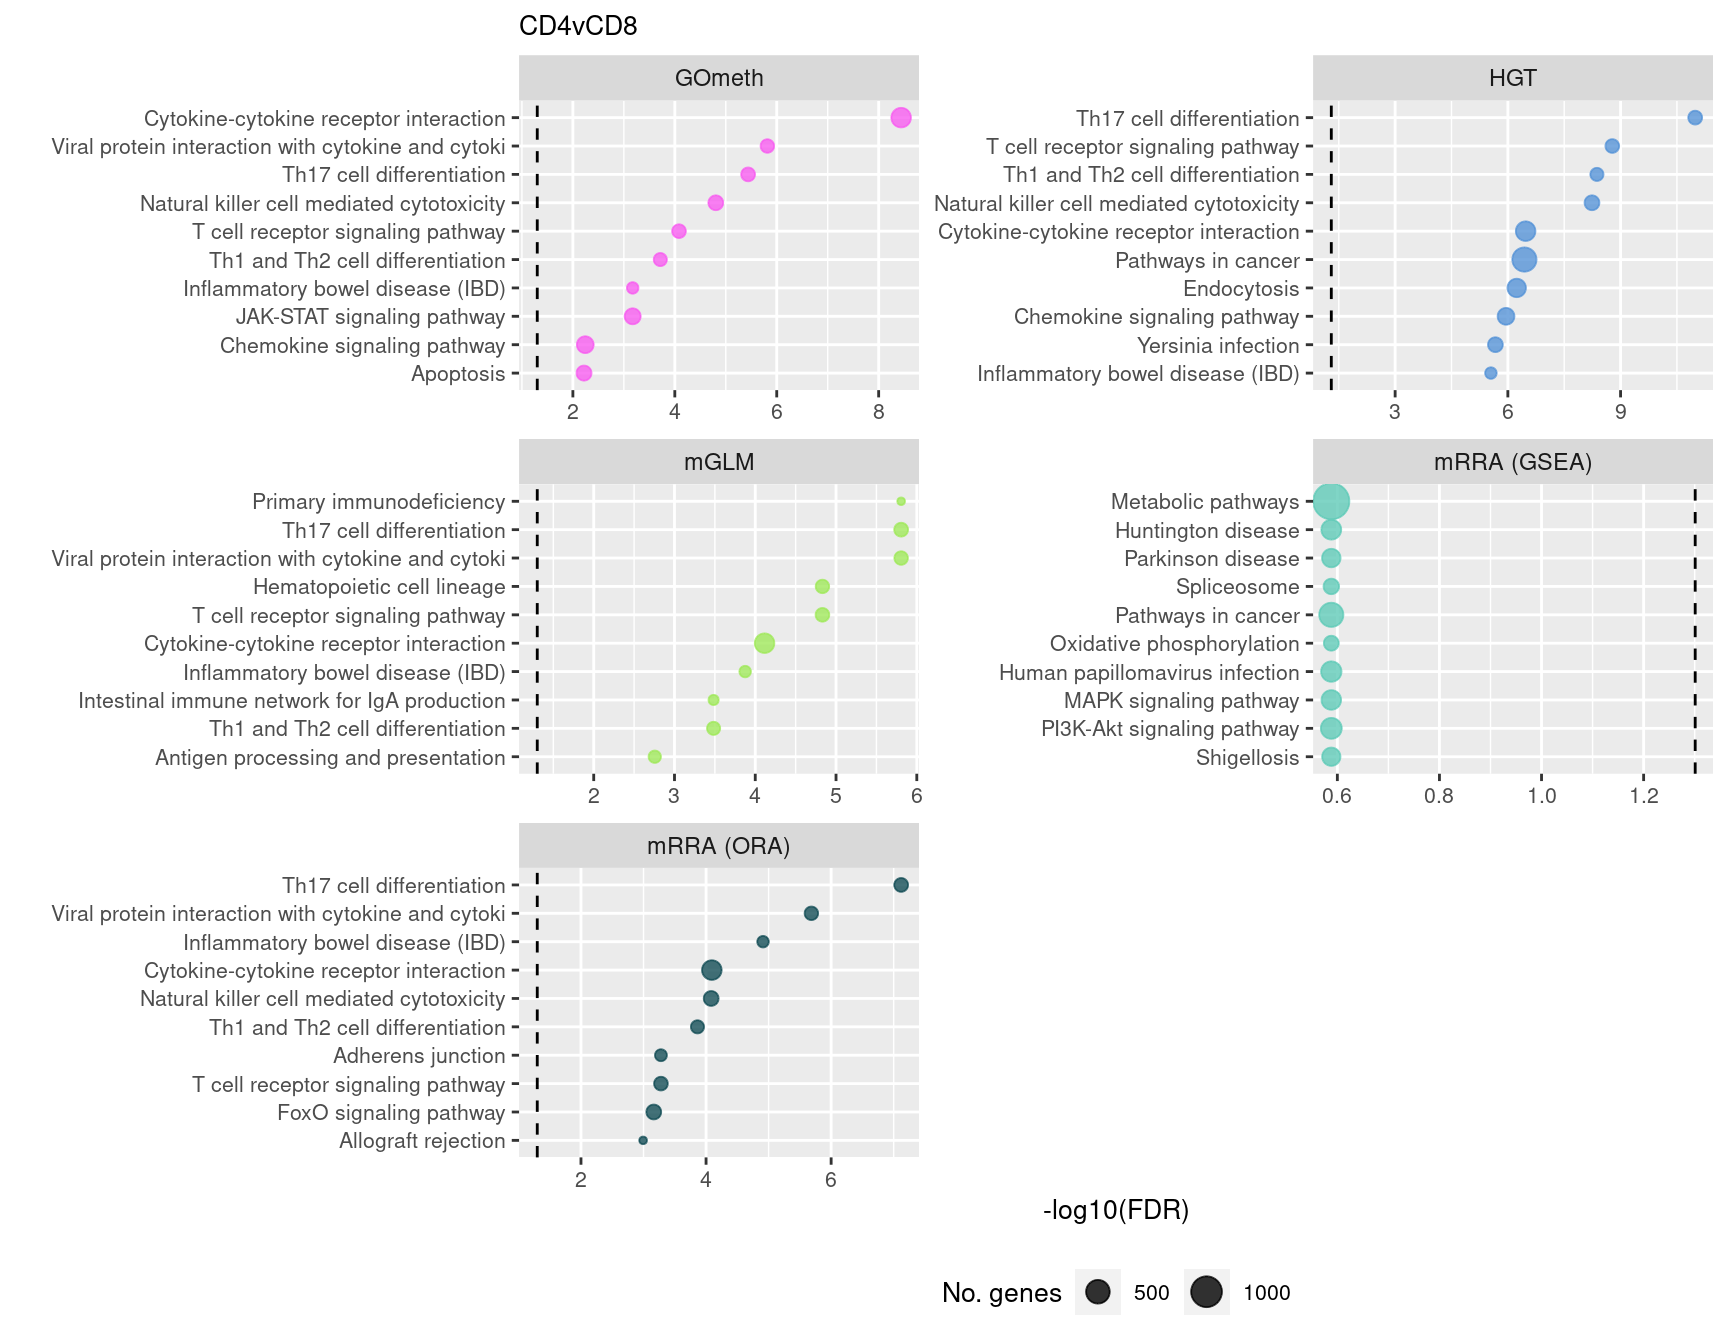 CD4vCD8
GOmeth
Cytokine-cytokine receptor interaction
Viral protein interaction with cytokine and cytoki
Th17 cell differentiation
Natural killer cell mediated cytotoxicity
T cell receptor signaling pathway
Th1 and Th2 cell differentiation
Inflammatory bowel disease (IBD)
JAK-STAT signaling pathway
Chemokine signaling pathway
Apoptosis
2 4 6 8
HGT
Th17 cell differentiation
T cell receptor signaling pathway
Th1 and Th2 cell differentiation
Natural killer cell mediated cytotoxicity
Cytokine-cytokine receptor interaction
Pathways in cancer
Endocytosis
Chemokine signaling pathway
Yersinia infection
Inflammatory bowel disease (IBD)
3 6 9
mGLM
Primary immunodeficiency
Th17 cell differentiation
Viral protein interaction with cytokine and cytoki
Hematopoietic cell lineage
T cell receptor signaling pathway
Cytokine-cytokine receptor interaction
Inflammatory bowel disease (IBD)
Intestinal immune network for IgA production
Th1 and Th2 cell differentiation
Antigen processing and presentation
2 3 4 5 6
mRRA (GSEA)
Metabolic pathways
Huntington disease
Parkinson disease
Spliceosome
Pathways in cancer
Oxidative phosphorylation
Human papillomavirus infection
MAPK signaling pathway
PI3K-Akt signaling pathway
Shigellosis
0.6 0.8 1.0 1.2
mRRA (ORA)
Th17 cell differentiation
Viral protein interaction with cytokine and cytoki
Inflammatory bowel disease (IBD)
Cytokine-cytokine receptor interaction
Natural killer cell mediated cytotoxicity
Th1 and Th2 cell differentiation
Adherens junction
T cell receptor signaling pathway
FoxO signaling pathway
Allograft rejection
2 4 6
-log10(FDR)
No. genes 500 1000